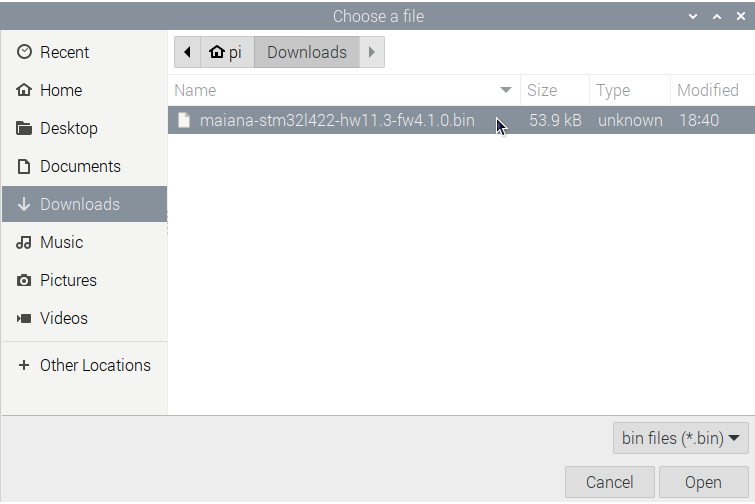 Choose a file
Recent
Home
Desktop
Documents
Downloads
Music
Pictures
Videos
Other Locations
pi Downloads
Name Size Type Modified
maiana-stm32l422-hw11.3-fw4.1.0.bin 53.9 kB unknown 18:40
bin files (*.bin)
Cancel Open